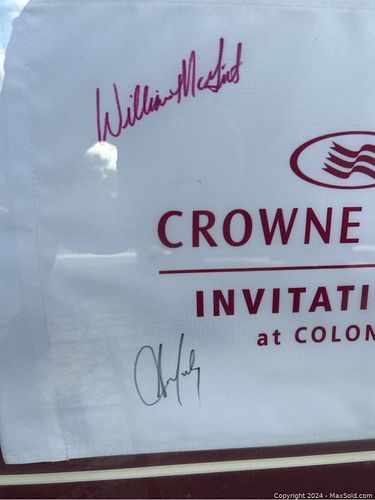 William McGirt
CROWNE
INVITATI
at COLON
Copyright 2024 - MaxSold.com